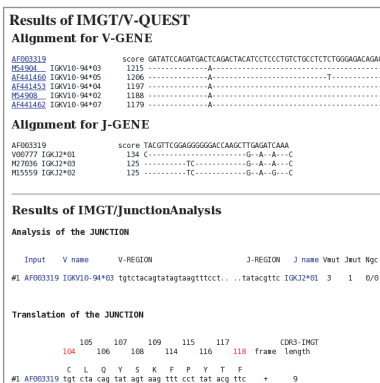 Results of IMGT/V-QUEST
Alignment for V-GENE
AF003319 score GATATCCAGATGACTCAGACTACATCCTCCCTGTCTGCCTCTCTGGGAGACAGAG
M54904 IGKV10-94*03 1215 --------------A----------------------------------------
AF441460 IGKV10-94*05 1206 --------------A---------------------------T------------
AF441453 IGKV10-94*04 1197 --------------A----------------------------------------
M54908 IGKV10-94*02 1188 --------------A----------------------------------------
AF441462 IGKV10-94*07 1179 --------------A----------------------------------------
Alignment for J-GENE
AF003319 score TACGTTCGGAGGGGGGACCAAGCTTGAGATCAAA
V00777 IGKJ2*01 134 C-----------------------G--A--A---C
M27036 IGKJ2*03 125 ----------TC------------G--A--A---C
M15559 IGKJ2*02 125 ----------TC------------G--A--G---C
Results of IMGT/JunctionAnalysis
Analysis of the JUNCTION
Input V name V-REGION J-REGION J name Vmut Jmut Ngc
#1 AF003319 IGKV10-94*03 tgtctacagtatagtaagtttcct.. ..tatacgttc IGKJ2*01 3 1 0/0
Translation of the JUNCTION
105 107 109 115 117 CDR3-IMGT
104 106 108 114 116 118 frame length
C L Q Y S K F P Y T F
#1 AF003319 tgt cta cag tat agt aag ttt cct tat acg ttc + 9